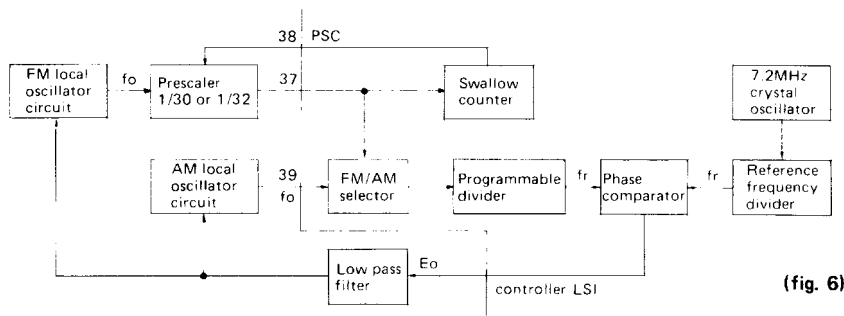 38 PSC
FM local
oscillator
circuit
fo
Prescaler
1/30 or 1/32
37
Swallow
counter
7.2MHz
crystal
oscillator
AM local
oscillator
circuit
39
fo
FM/AM
selector
Programmable
divider
fr
Phase
comparator
fr
Reference
frequency
divider
Low pass
filter
Eo
controller LSI
(fig. 6)